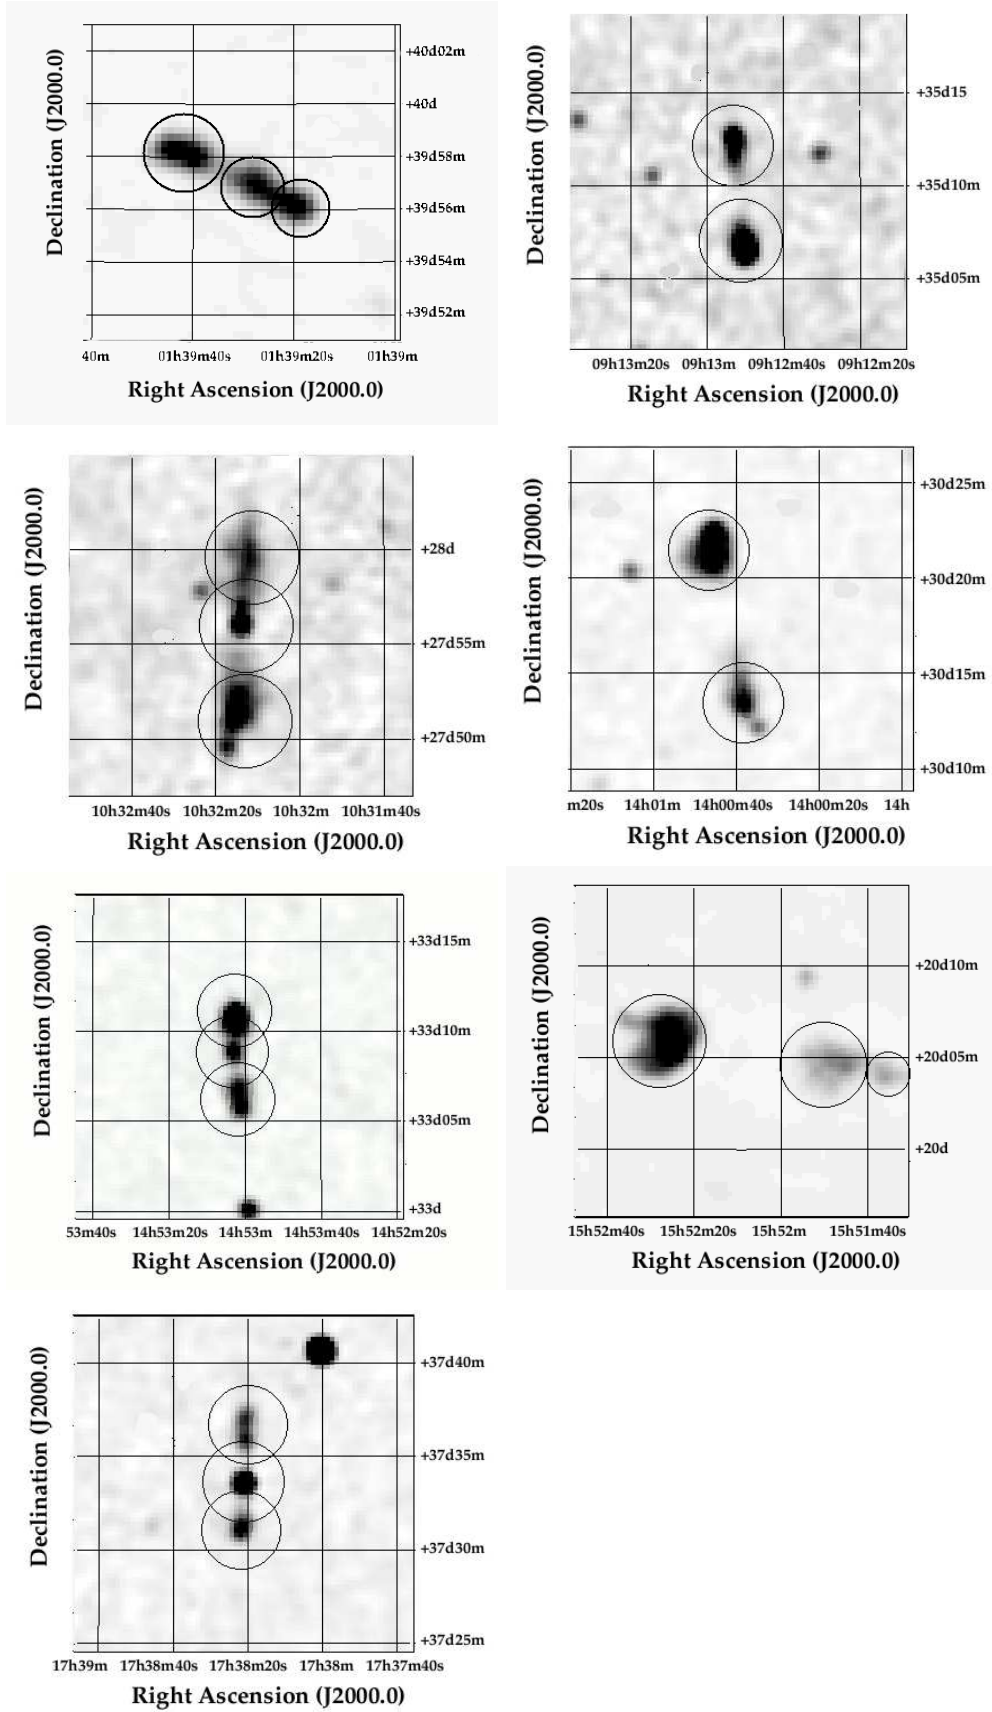 Declination (J2000.0)
+40d02m
+40d
+39d58m
+39d56m
+39d54m
+39d52m
40m 01h39m40s 01h39m20s 01h39m
Right Ascension (J2000.0)
Declination (J2000.0)
+35d15
+35d10m
+35d05m
09h13m20s 09h13m 09h12m40s 09h12m20s
Right Ascension (J2000.0)
Declination (J2000.0)
+28d
+27d55m
+27d50m
10h32m40s 10h32m20s 10h32m 10h31m40s
Right Ascension (J2000.0)
Declination (J2000.0)
+30d25m
+30d20m
+30d15m
+30d10m
m20s 14h01m 14h00m40s 14h00m20s 14h
Right Ascension (J2000.0)
Declination (J2000.0)
+33d15m
+33d10m
+33d05m
+33d
53m40s 14h53m20s 14h53m 14h53m40s 14h52m20s
Right Ascension (J2000.0)
Declination (J2000.0)
+20d10m
+20d05m
+20d
15h52m40s 15h52m20s 15h52m 15h51m40s
Right Ascension (J2000.0)
Declination (J2000.0)
+37d40m
+37d35m
+37d30m
+37d25m
17h39m 17h38m40s 17h38m20s 17h38m 17h37m40s
Right Ascension (J2000.0)